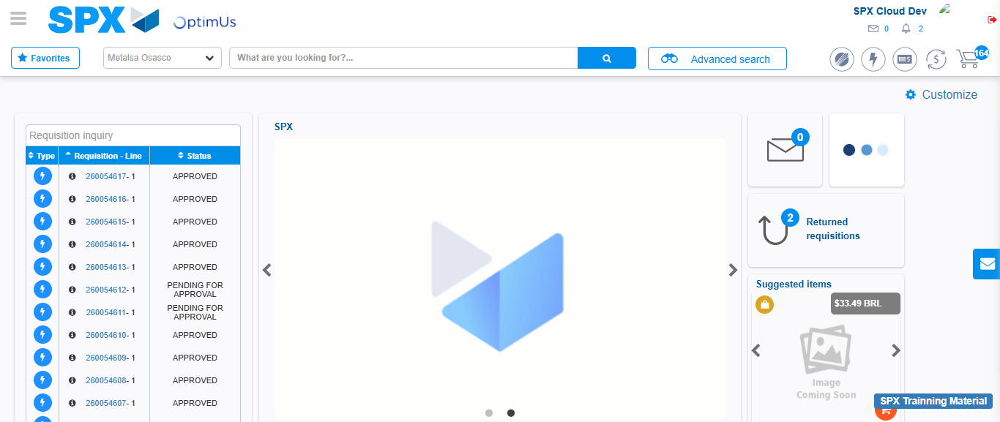 SPX OptimUs
SPX Cloud Dev
0 2
Favorites
Metalsa Osasco
What are you looking for?...
Advanced search
$
164
Customize
Requisition inquiry
Type Requisition - Line Status
260054617- 1 APPROVED
260054616- 1 APPROVED
260054615- 1 APPROVED
260054614- 1 APPROVED
260054613- 1 APPROVED
260054612- 1 PENDING FOR
APPROVAL
260054611- 1 PENDING FOR
APPROVAL
260054610- 1 APPROVED
260054609- 1 APPROVED
260054608- 1 APPROVED
260054607- 1 APPROVED
SPX
0
2
Returned
requisitions
Suggested items
$33.49 BRL
Image
Coming Soon
SPX Trainning Material